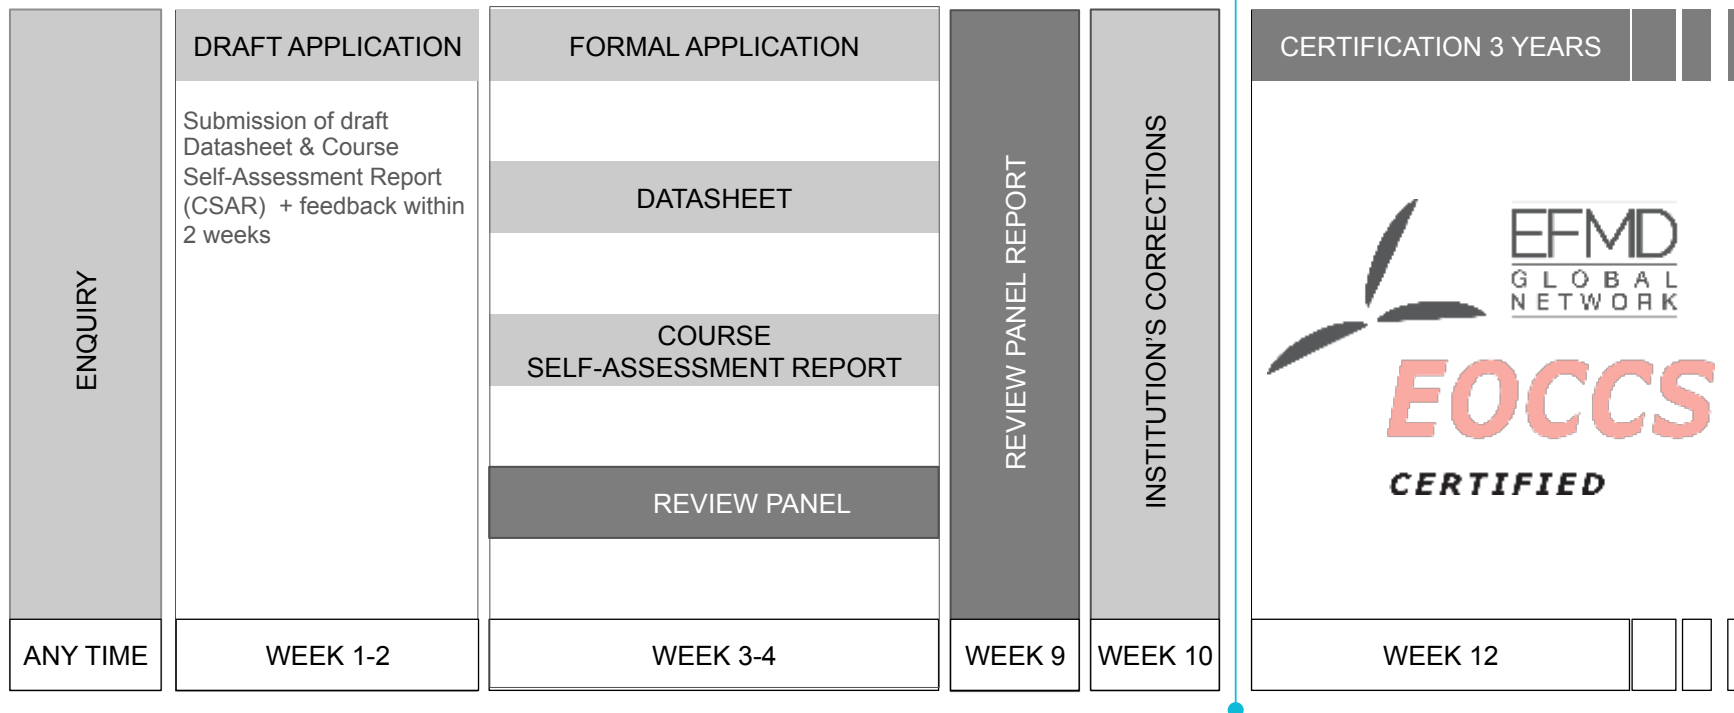 ENQUIRY
ANY TIME
DRAFT APPLICATION
Submission of draft
Datasheet & Course
Self-Assessment Report
(CSAR) + feedback within
2 weeks
WEEK 1-2
FORMAL APPLICATION
DATASHEET
COURSE
SELF-ASSESSMENT REPORT
REVIEW PANEL
WEEK 3-4
REVIEW PANEL REPORT
WEEK 9
INSTITUTION’S CORRECTIONS
WEEK 10
CERTIFICATION 3 YEARS
EFMD
GLOBAL
NETWORK
EOCCS
CERTIFIED
WEEK 12